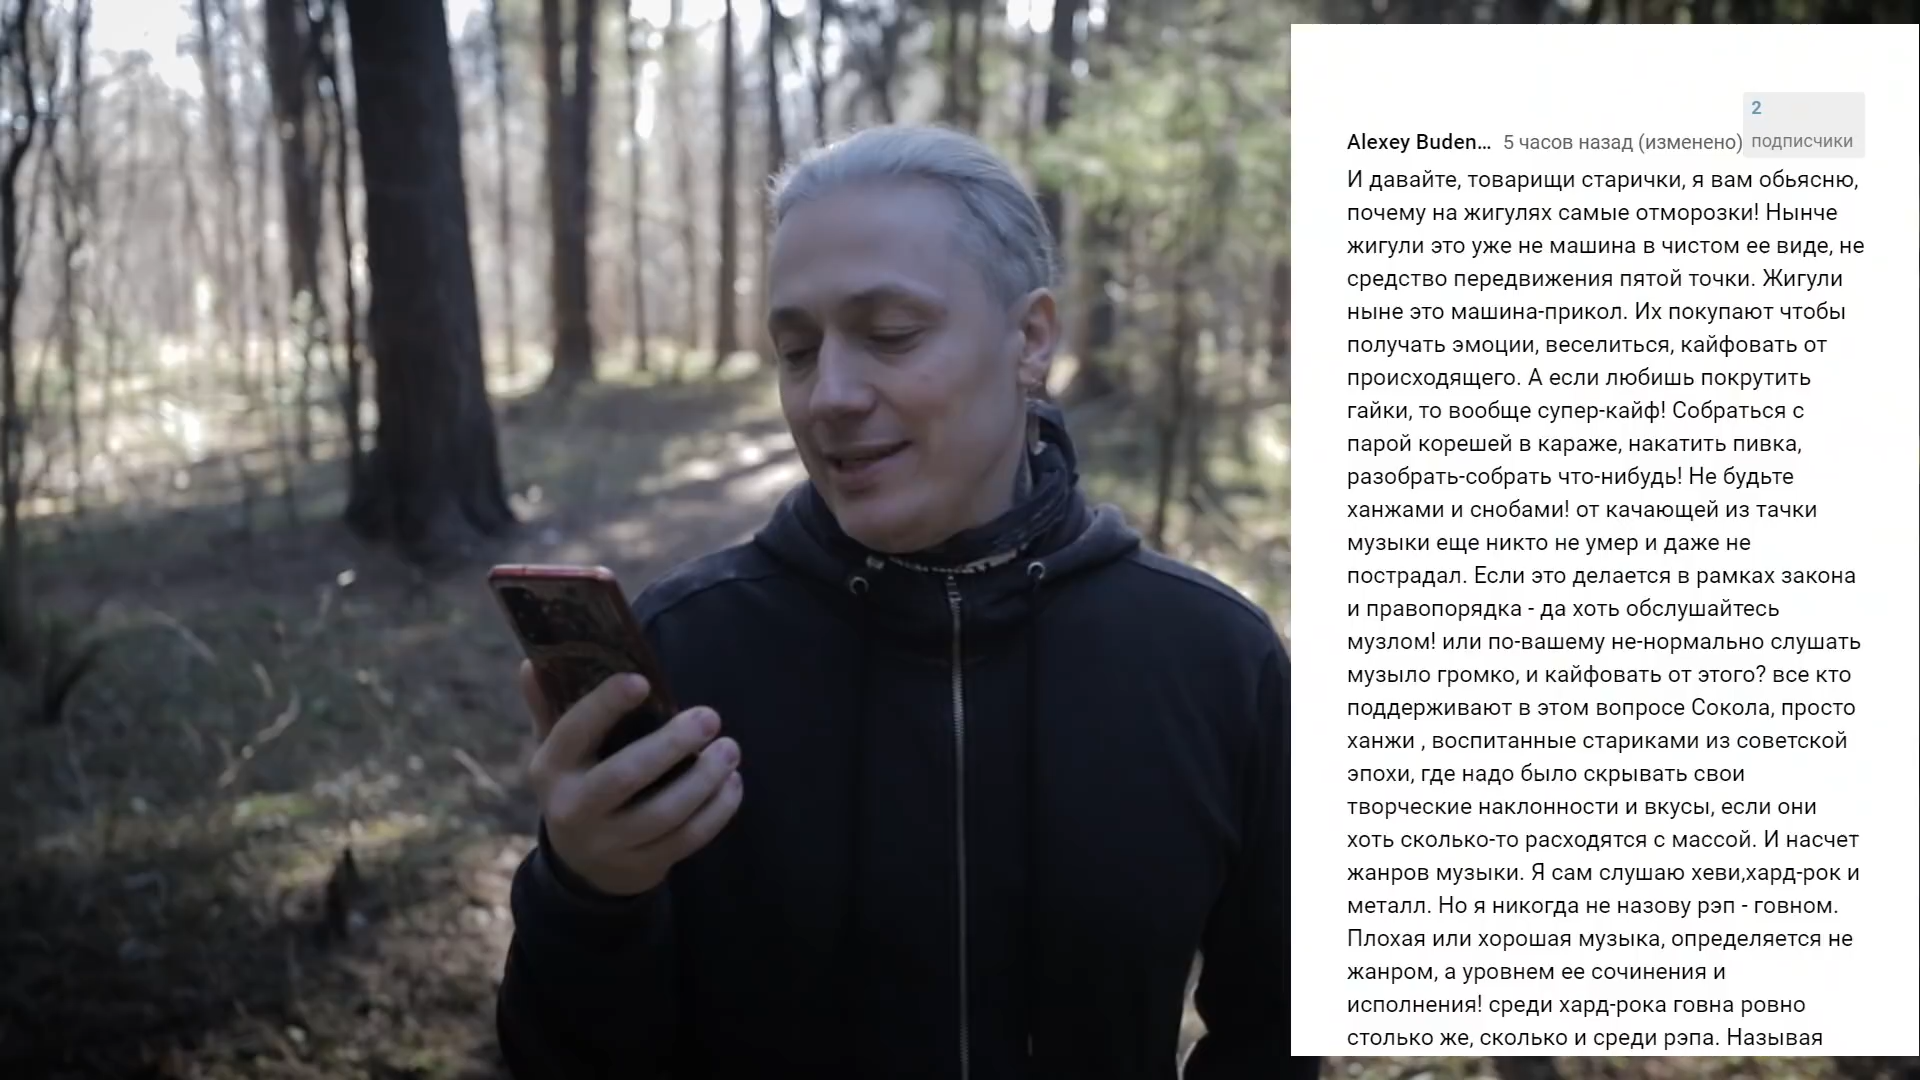 2
Alexey Buden... 5 часов назад (изменено) подписчики
И давайте, товарищи старички, я вам обьясню,
почему на жигулях самые отморозки! Нынче
жигули это уже не машина в чистом ее виде, не
средство передвижения пятой точки. Жигули
ныне это машина-прикол. Их покупают чтобы
получать эмоции, веселиться, кайфовать от
происходящего. А если любишь покрутить
гайки, то вообще супер-кайф! Собраться с
парой корешей в караже, накатить пивка,
разобрать-собрать что-нибудь! Не будьте
ханжами и снобами! от качающей из тачки
музыки еще никто не умер и даже не
пострадал. Если это делается в рамках закона
и правопорядка - да хоть обслушайтесь
музлом! или по-вашему не-нормально слушать
музыло громко, и кайфовать от этого? все кто
поддерживают в этом вопросе Сокола, просто
ханжи , воспитанные стариками из советской
эпохи, где надо было скрывать свои
творческие наклонности и вкусы, если они
хоть сколько-то расходятся с массой. И насчет
жанров музыки. Я сам слушаю хеви,хард-рок и
металл. Но я никогда не назову рэп - говном.
Плохая или хорошая музыка, определяется не
жанром, а уровнем ее сочинения и
исполнения! среди хард-рока говна ровно
столько же, сколько и среди рэпа. Называя